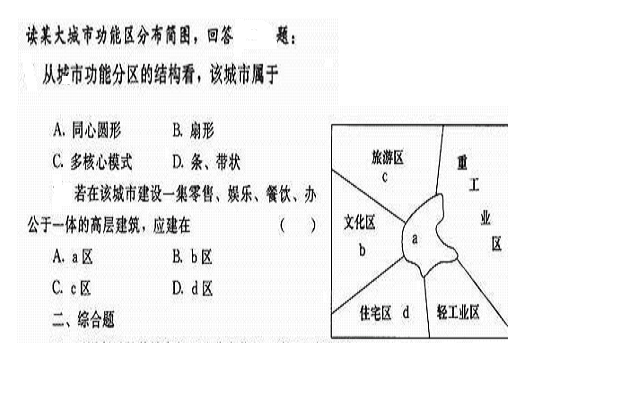 读某大城市功能区分布简图，回答 题：
从城市功能分区的结构看，该城市属于
A. 同心圆形 B. 扇形
C. 多核心模式 D. 条、带状
若在该城市建设一集零售、娱乐、餐饮、办
公于一体的高层建筑，应建在 （ ）
A. a区 B. b区
C. c区 D. d区
二、综合题
旅游区
c
重
工
业
区
文化区
b
a
住宅区 d 轻工业区